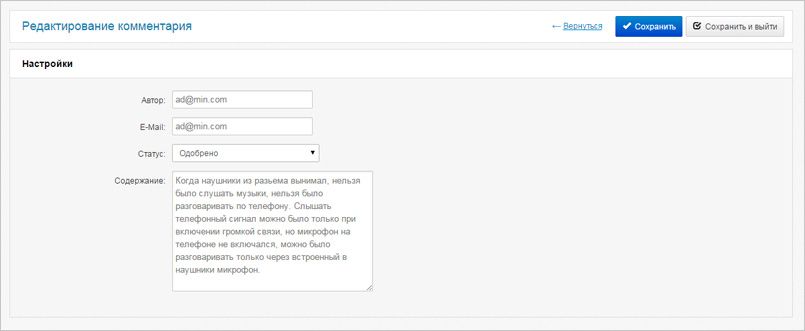 Редактирование комментария
← Вернуться
Сохранить
Сохранить и выйти
Настройки
Автор: ad@min.com
E-Mail: ad@min.com
Статус: Одобрено
Содержание: Когда наушники из разьема вынимал, нельзя
было слушать музыки, нельзя было
разговаривать по телефону. Слышать
телефонный сигнал можно было только при
включении громкой связи, но микрофон на
телефоне не включался, можно было
разговаривать только через встроенный в
наушники микрофон.